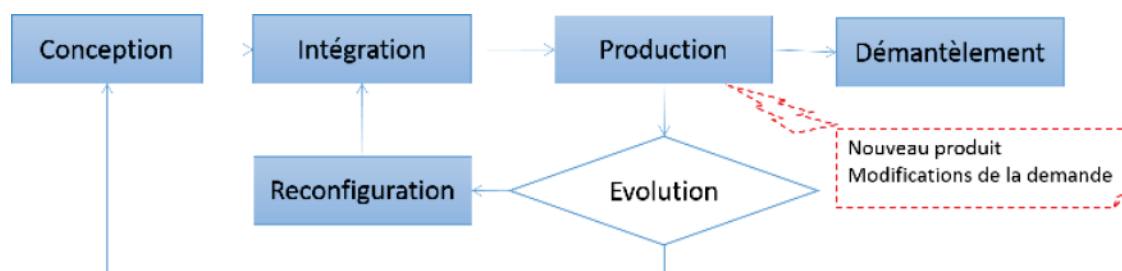 Conception
Intégration
Production
Démantèlement
Nouveau produit
Modifications de la demande
Reconfiguration
Evolution